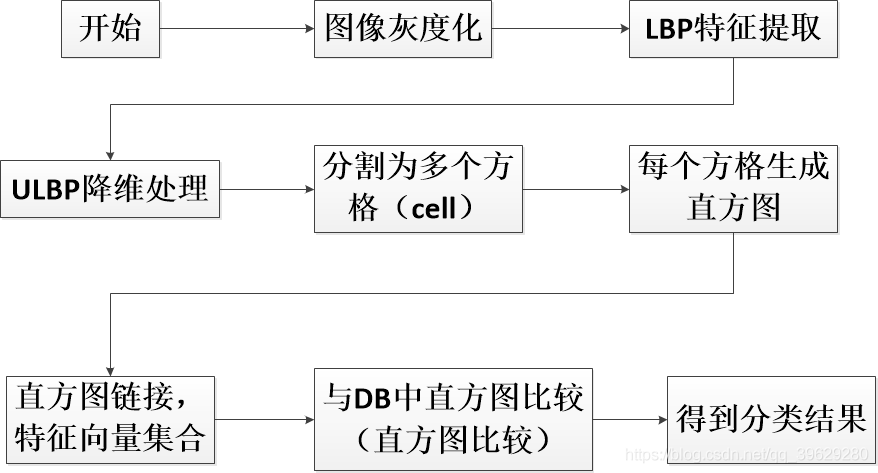 开始
图像灰度化
LBP特征提取
ULBP降维处理
分割为多个方
格（cell）
每个方格生成
直方图
直方图链接，
特征向量集合
与DB中直方图比较
（直方图比较）
得到分类结果
https://blog.csdn.net/qq_39629280